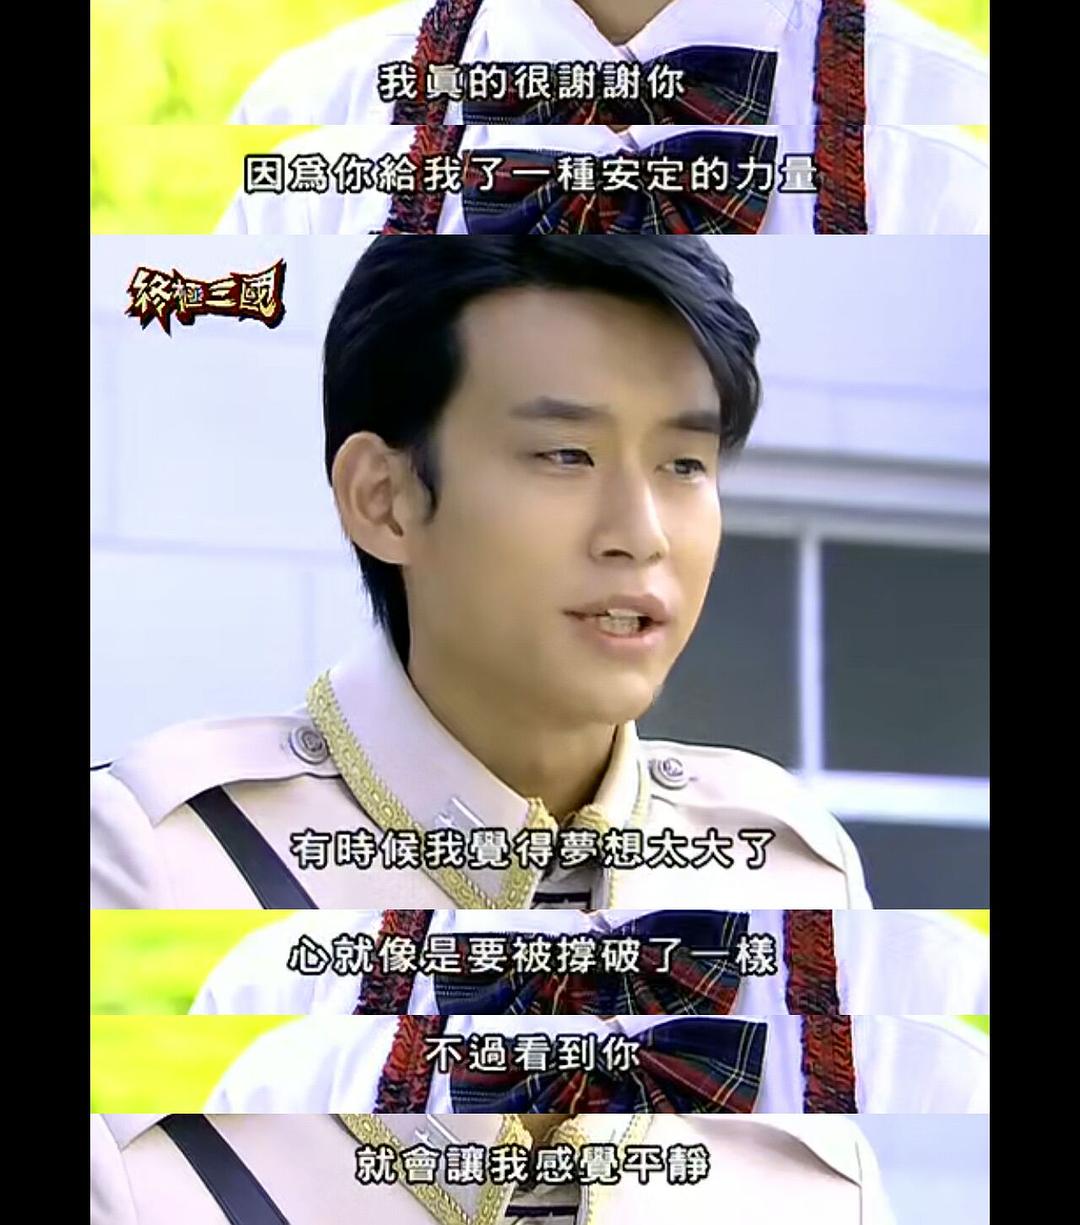 我真的很謝謝你
因為你給我了一種安定的力量
終極三國
有時候我覺得夢想太大了
心就像是要被撐破了一樣
不過看到你
就會讓我感覺平靜